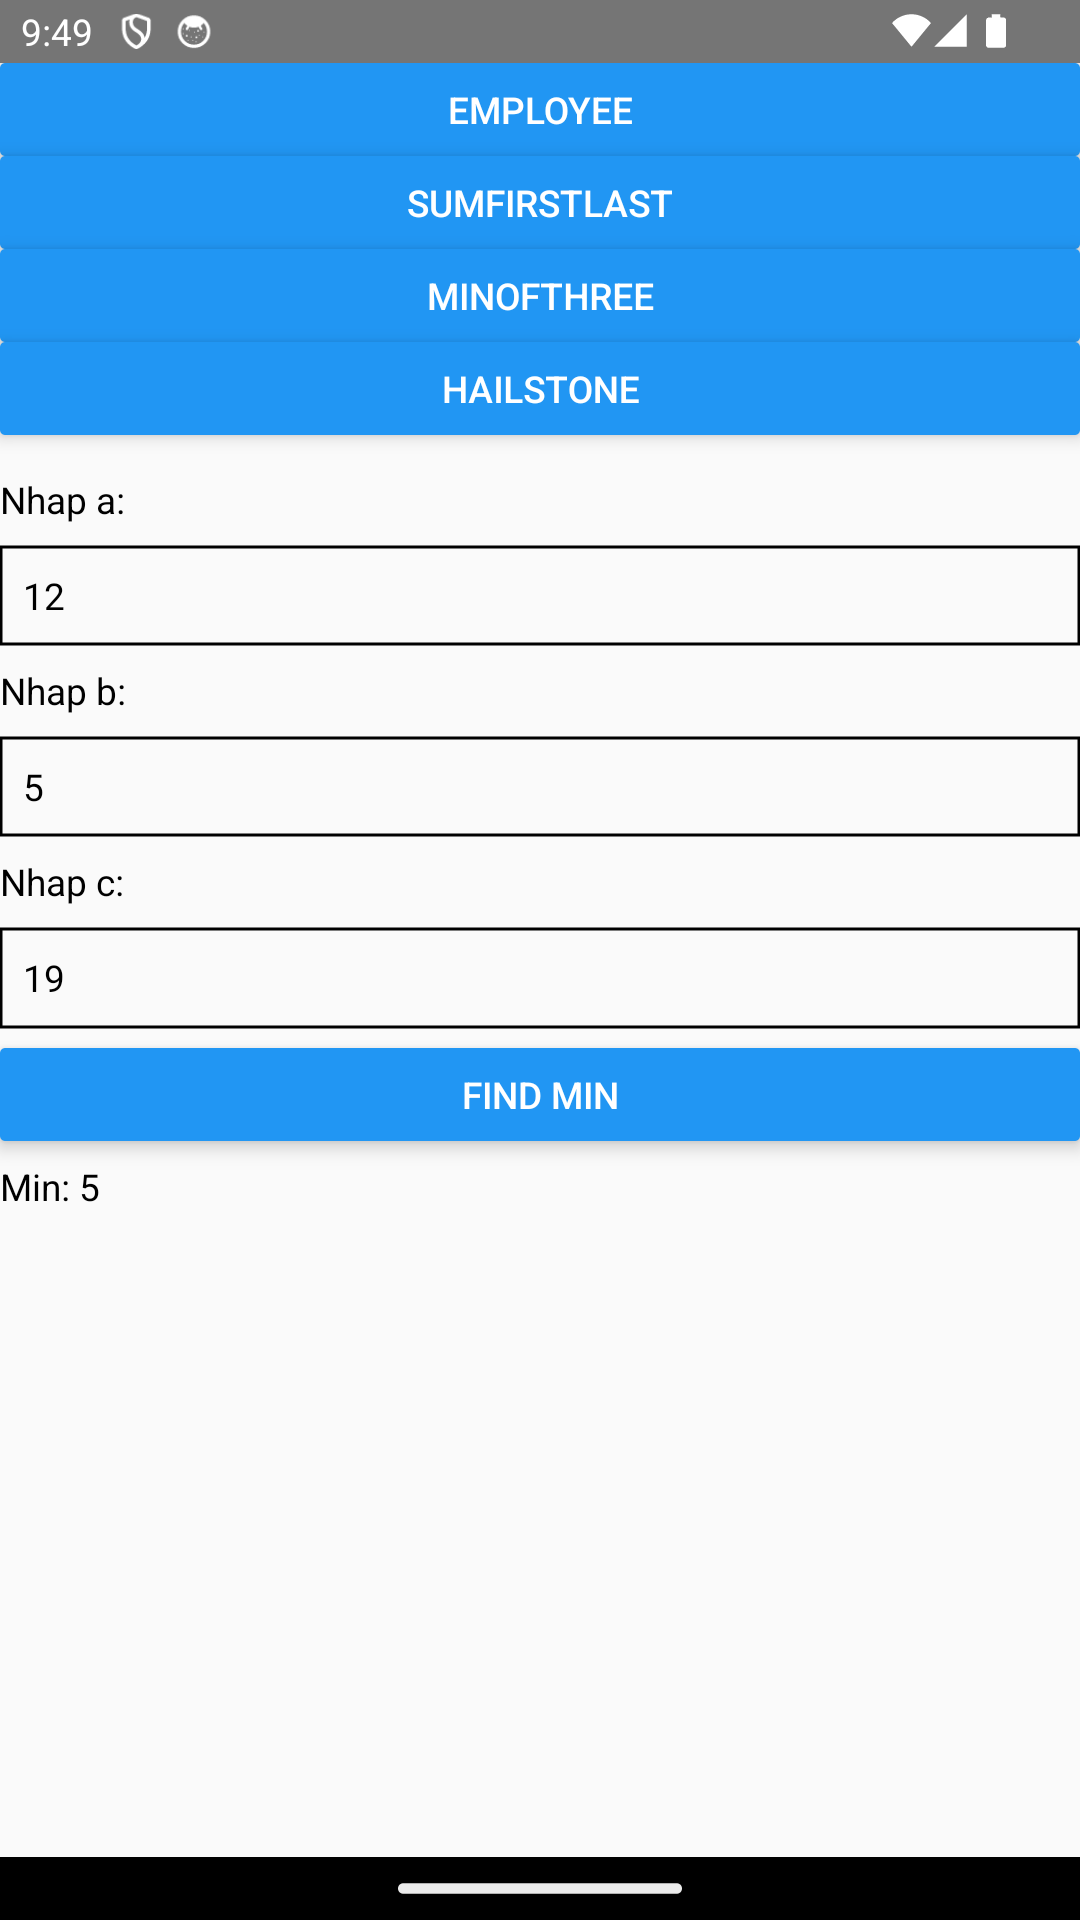 9:49
EMPLOYEE
SUMFIRSTLAST
MINOFTHREE
HAILSTONE
Nhap a:
12
Nhap b:
5
Nhap c:
19
FIND MIN
Min: 5